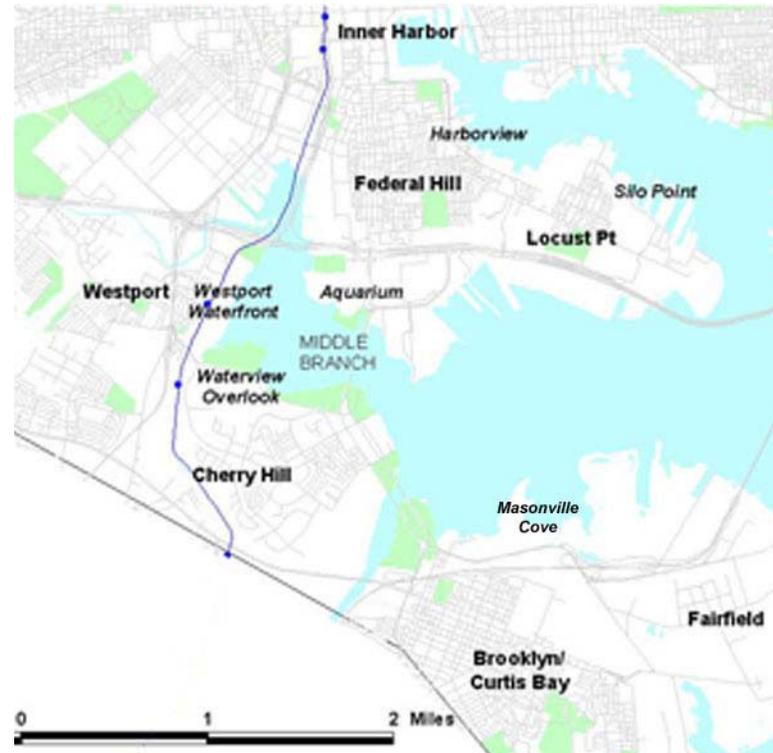 Inner Harbor
Harborview
Federal Hill
Silo Point
Locust Pt
Westport
Westport
Waterfront
Aquarium
MIDDLE
BRANCH
Waterview
Overlook
Cherry Hill
Masonville
Cove
Fairfield
Brooklyn/
Curtis Bay
0 1 2 Miles